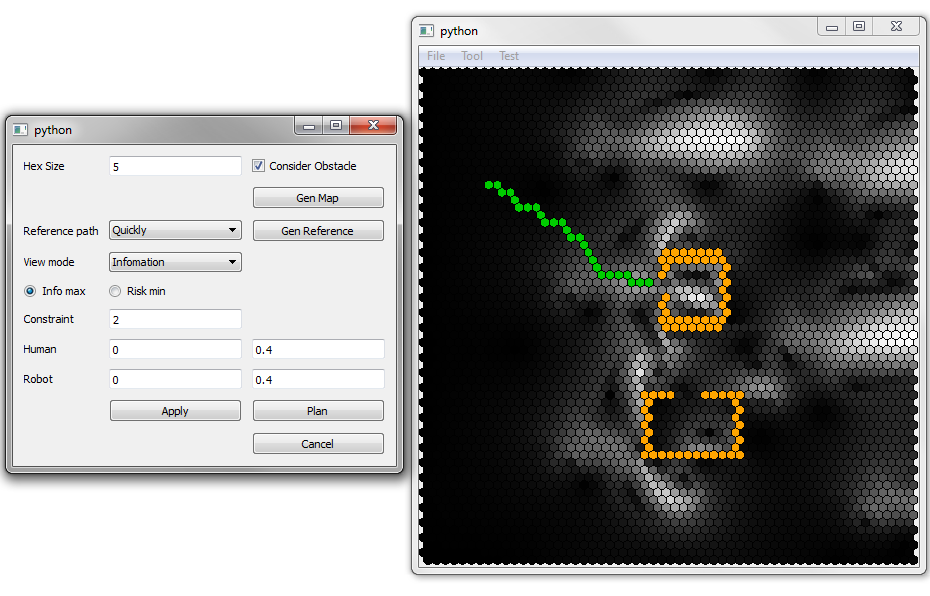 python
Hex Size 5 Consider Obstacle
Gen Map
Reference path Quickly Gen Reference
View mode Infomation
Info max Risk min
Constraint 2
Human 0 0.4
Robot 0 0.4
Apply Plan
Cancel
python
File Tool Test